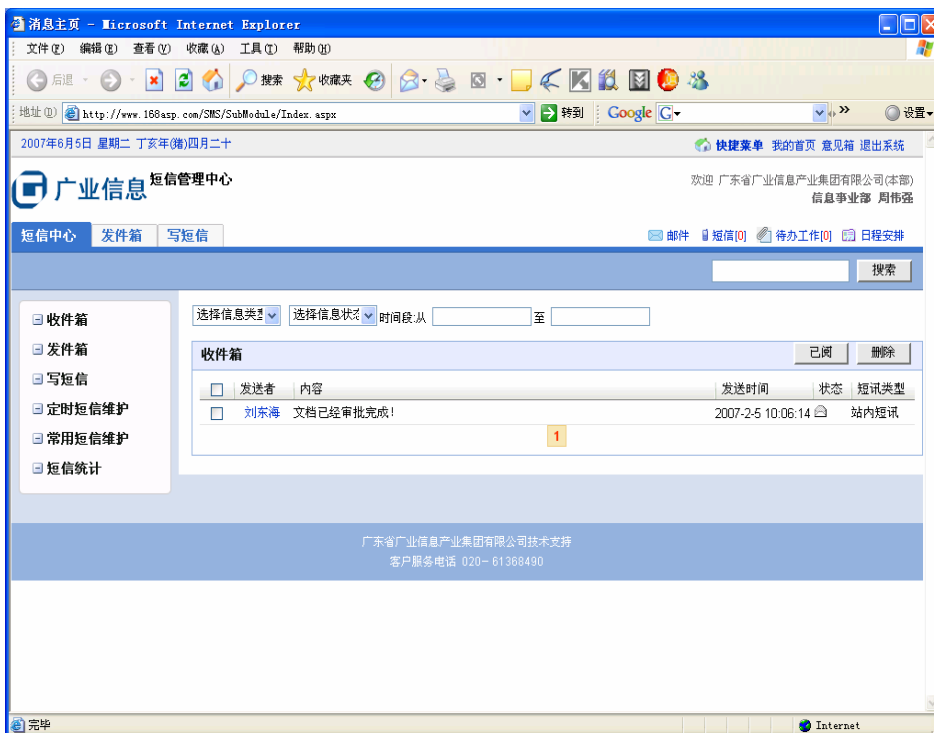 消息主页 - Microsoft Internet Explorer
文件(F) 编辑(E) 查看(V) 收藏(A) 工具(T) 帮助(H)
后退 搜索 收藏夹
地址(D) http://www.168asp.com/SMS/SubModule/Index.aspx 转到 Google G 设置
2007年6月5日 星期二 丁亥年(猪)四月二十 快捷菜单 我的首页 意见箱 退出系统
广业信息 短信管理中心 欢迎 广东省广业信息产业集团有限公司(本部)
信息事业部 周伟强
短信中心 发件箱 写短信 邮件 短信[0] 待办工作[0] 日程安排
搜索
收件箱
发件箱
写短信
定时短信维护
常用短信维护
短信统计
选择信息类型 选择信息状态 时间段:从 至
收件箱 已阅 删除
发送者 内容 发送时间 状态 短讯类型
刘东海 文档已经审批完成! 2007-2-5 10:06:14 站内短讯
1
广东省广业信息产业集团有限公司技术支持
客户服务电话 020-61368490
完毕 Internet